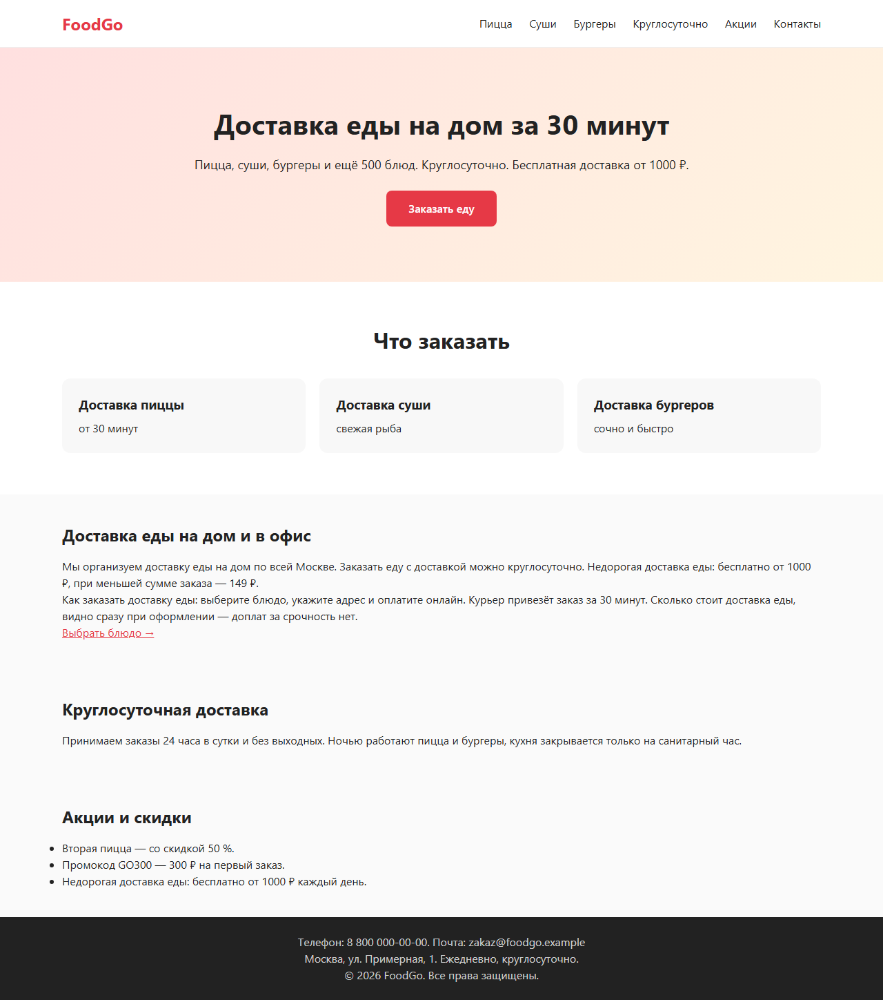 FoodGo
Пицца Суши Бургеры Круглосуточно Акции Контакты
Доставка еды на дом за 30 минут
Пицца, суши, бургеры и ещё 500 блюд. Круглосуточно. Бесплатная доставка от 1000 ₽.
Заказать еду
Что заказать
Доставка пиццы
от 30 минут
Доставка суши
свежая рыба
Доставка бургеров
сочно и быстро
Доставка еды на дом и в офис
Мы организуем доставку еды на дом по всей Москве. Заказать еду с доставкой можно круглосуточно. Недорогая доставка еды: бесплатно от 1000
₽, при меньшей сумме заказа — 149 ₽.
Как заказать доставку еды: выберите блюдо, укажите адрес и оплатите онлайн. Курьер привезёт заказ за 30 минут. Сколько стоит доставка еды,
видно сразу при оформлении — доплат за срочность нет.
Выбрать блюдо →
Круглосуточная доставка
Принимаем заказы 24 часа в сутки и без выходных. Ночью работают пицца и бургеры, кухня закрывается только на санитарный час.
Акции и скидки
• Вторая пицца — со скидкой 50 %.
• Промокод GO300 — 300 ₽ на первый заказ.
• Недорогая доставка еды: бесплатно от 1000 ₽ каждый день.
Телефон: 8 800 000-00-00. Почта: zakaz@foodgo.example
Москва, ул. Примерная, 1. Ежедневно, круглосуточно.
© 2026 FoodGo. Все права защищены.